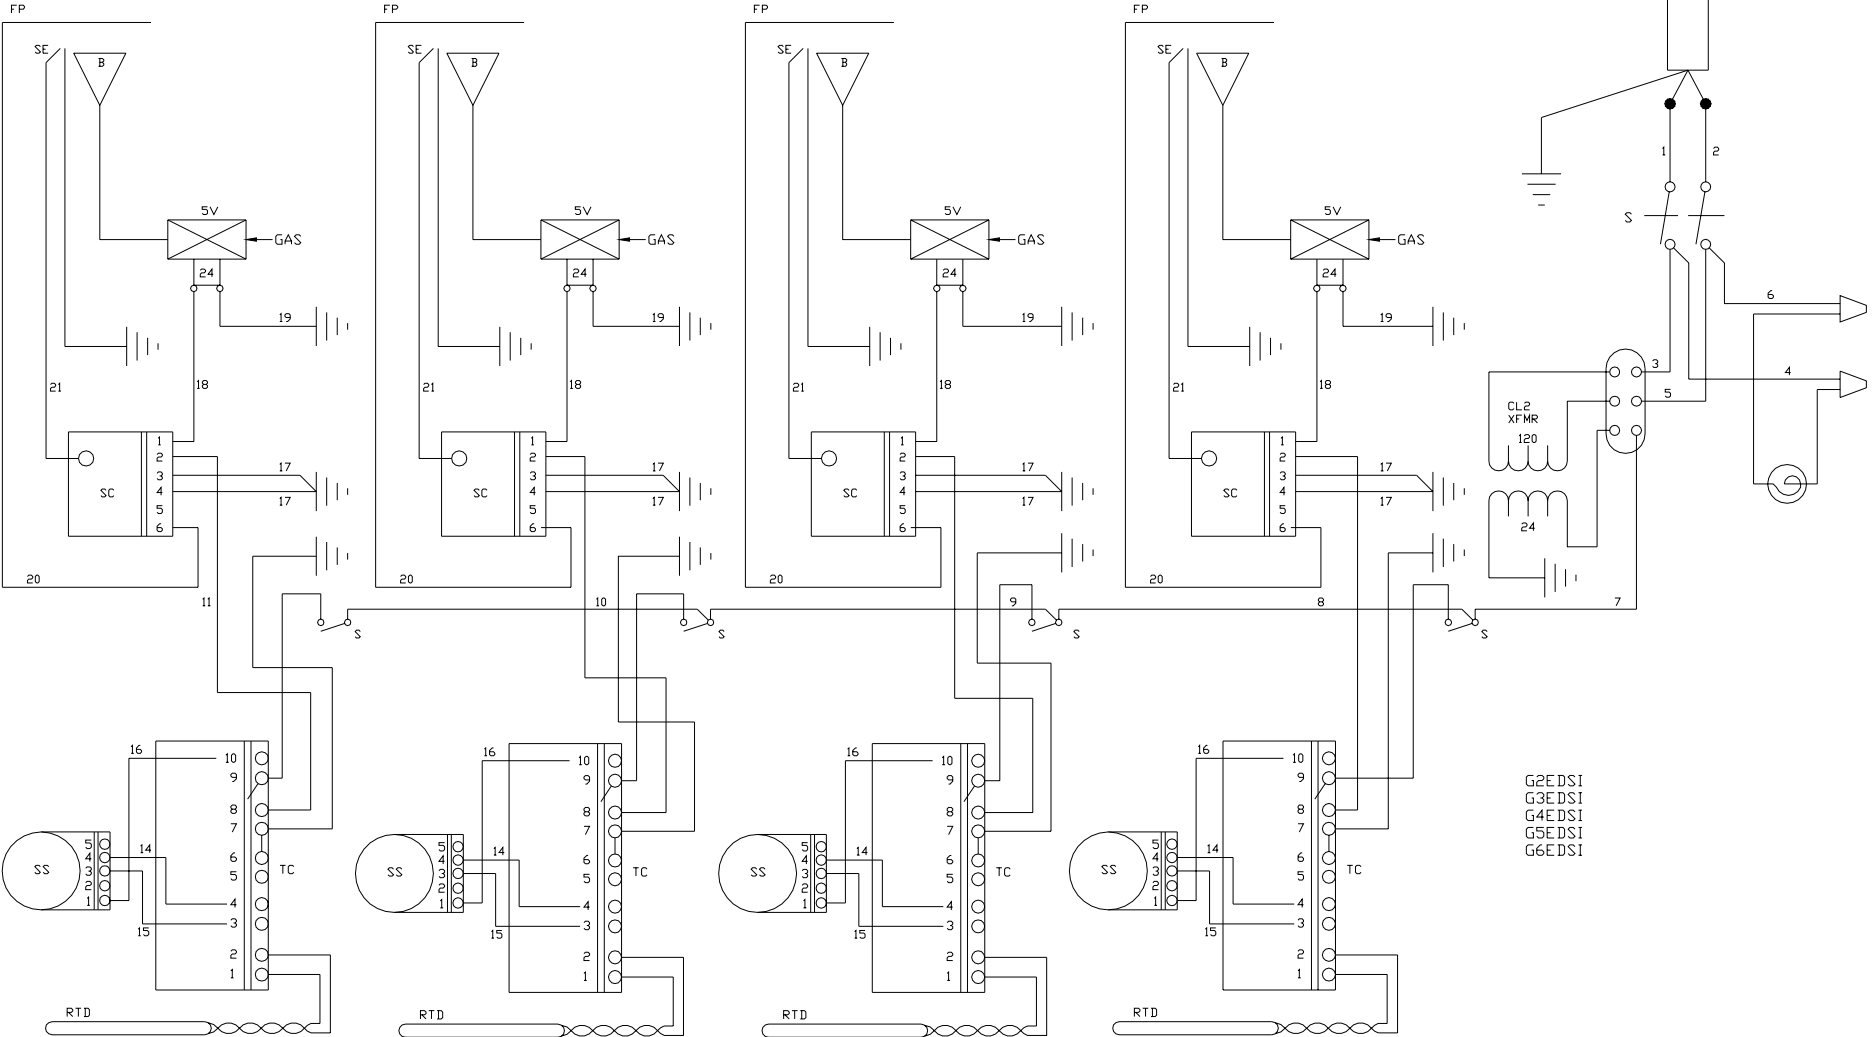 FP FP FP FP
SE B SE B SE B SE B
1 2
5V 5V 5V 5V
S
GAS GAS GAS GAS
24 24 24 24
6
19 19 19 19
3
4
21 18 21 18 21 18 21 18
5
CL2
XFMR
120
1 1 1 1
2 2 2 2
3 17 3 17 3 17 3 17
SC 4 SC 4 SC 4 SC 4
17 17 17 17
5 5 5 5
6 6 6 6
24
20 20 20 20
11 10 9 8 7
S S S S
16 16 16 16
10 10 10 10
9 9 9 9
G2EDSI
G3EDSI
G4EDSI
G5EDSI
G6EDSI
8 8 8 8
7 7 7 7
5 5 5 5
4 14 4 14 4 14 4 14
6 6 6 6
SS 3 SS 3 SS 3 SS 3
TC TC TC TC
5 5 5 5
2 2 2 2
1 1 1 1
4 4 4 4
3 3 3 3
15 15 15 15
2 2 2 2
1 1 1 1
RTD RTD RTD RTD